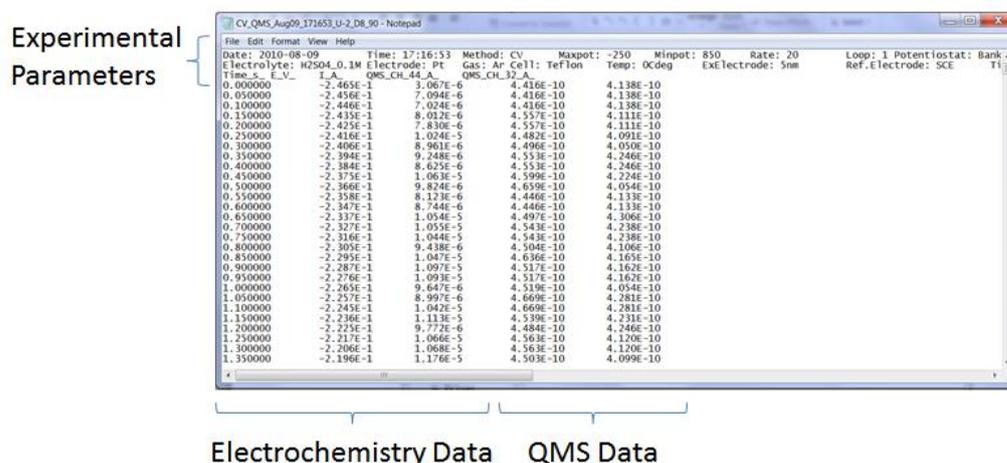 Experimental
Parameters
CV_QMS_Aug09_171653_U-2_D8_90 - Notepad
File Edit Format View Help
Date: 2010-08-09 Time: 17:16:53 Method: CV Maxpot: -250 Minpot: 850 Rate: 20 Loop: 1 Potentiostat: Bank
Electrolyte: H2SO4_0.1M Electrode: Pt Gas: Ar Cell: Teflon Temp: 0Cdeg ExElectrode: 5nm Ref.Electrode: SCE Ti
Time_s_ E_V_ I_A_ QMS_CH_44_A_ QMS_CH_32_A_
0.000000 -2.465E-1 3.067E-6 4.416E-10 4.138E-10
0.050000 -2.456E-1 7.094E-6 4.416E-10 4.138E-10
0.100000 -2.446E-1 7.024E-6 4.416E-10 4.138E-10
0.150000 -2.435E-1 8.012E-6 4.557E-10 4.111E-10
0.200000 -2.425E-1 7.830E-6 4.557E-10 4.111E-10
0.250000 -2.416E-1 1.024E-5 4.482E-10 4.091E-10
0.300000 -2.406E-1 8.961E-6 4.496E-10 4.050E-10
0.350000 -2.394E-1 9.248E-6 4.553E-10 4.246E-10
0.400000 -2.384E-1 8.625E-6 4.553E-10 4.246E-10
0.450000 -2.375E-1 1.063E-5 4.599E-10 4.224E-10
0.500000 -2.366E-1 9.824E-6 4.659E-10 4.054E-10
0.550000 -2.358E-1 8.123E-6 4.446E-10 4.133E-10
0.600000 -2.347E-1 8.744E-6 4.446E-10 4.133E-10
0.650000 -2.337E-1 1.054E-5 4.497E-10 4.306E-10
0.700000 -2.327E-1 1.055E-5 4.543E-10 4.238E-10
0.750000 -2.316E-1 1.044E-5 4.543E-10 4.238E-10
0.800000 -2.305E-1 9.438E-6 4.504E-10 4.106E-10
0.850000 -2.295E-1 1.047E-5 4.636E-10 4.165E-10
0.900000 -2.287E-1 1.097E-5 4.517E-10 4.162E-10
0.950000 -2.276E-1 1.093E-5 4.517E-10 4.162E-10
1.000000 -2.265E-1 9.647E-6 4.519E-10 4.054E-10
1.050000 -2.257E-1 8.997E-6 4.669E-10 4.281E-10
1.100000 -2.245E-1 1.042E-5 4.669E-10 4.281E-10
1.150000 -2.236E-1 1.113E-5 4.539E-10 4.231E-10
1.200000 -2.225E-1 9.772E-6 4.484E-10 4.246E-10
1.250000 -2.217E-1 1.066E-5 4.563E-10 4.120E-10
1.300000 -2.206E-1 1.068E-5 4.563E-10 4.120E-10
1.350000 -2.196E-1 1.176E-5 4.503E-10 4.099E-10
Electrochemistry Data QMS Data